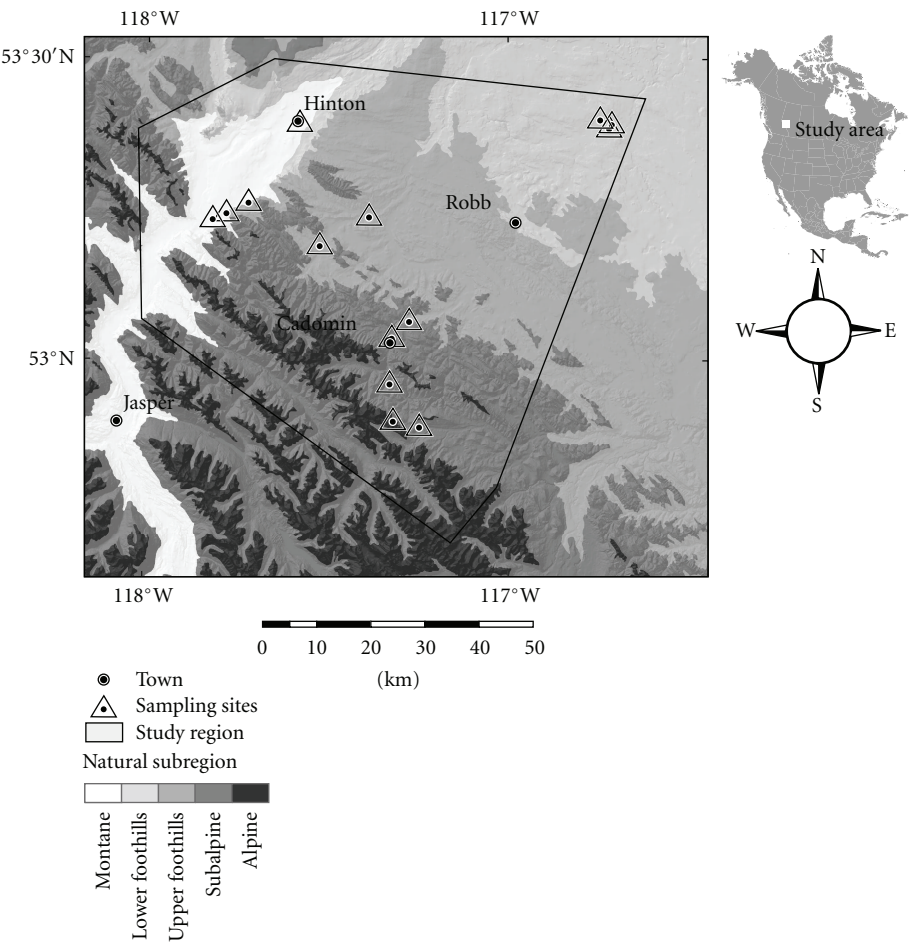 118°W 117°W
53°30′N
Hinton
Study area
Robb
N
Cadomin
W E
53°N
Jasper
S
118°W 117°W
0 10 20 30 40 50
(km)
Town
Sampling sites
Study region
Natural subregion
Montane
Lower foothills
Upper foothills
Subalpine
Alpine